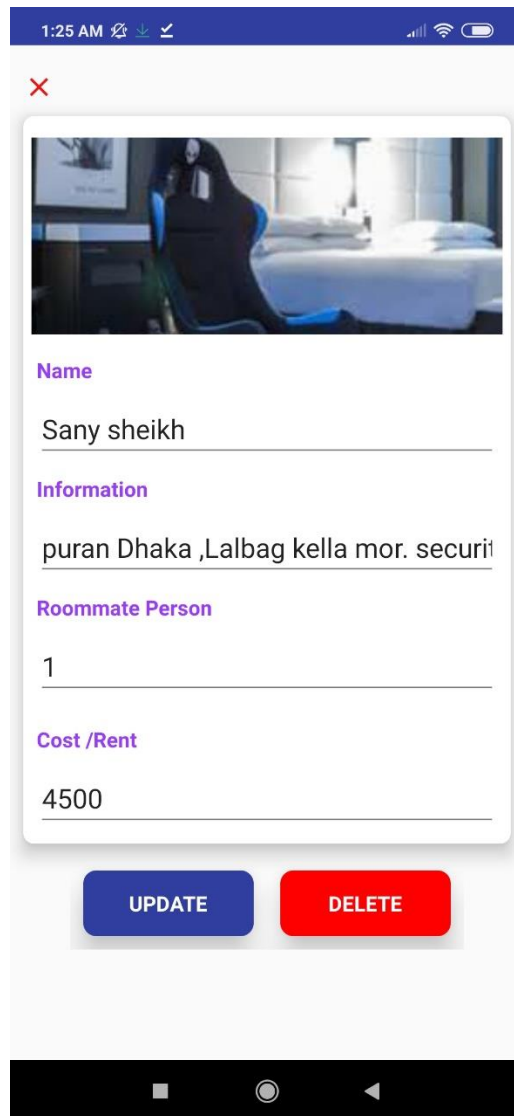 1:25 AM
Name
Sany sheikh
Information
puran Dhaka ,Lalbag kella mor. securit
Roommate Person
1
Cost /Rent
4500
UPDATE
DELETE